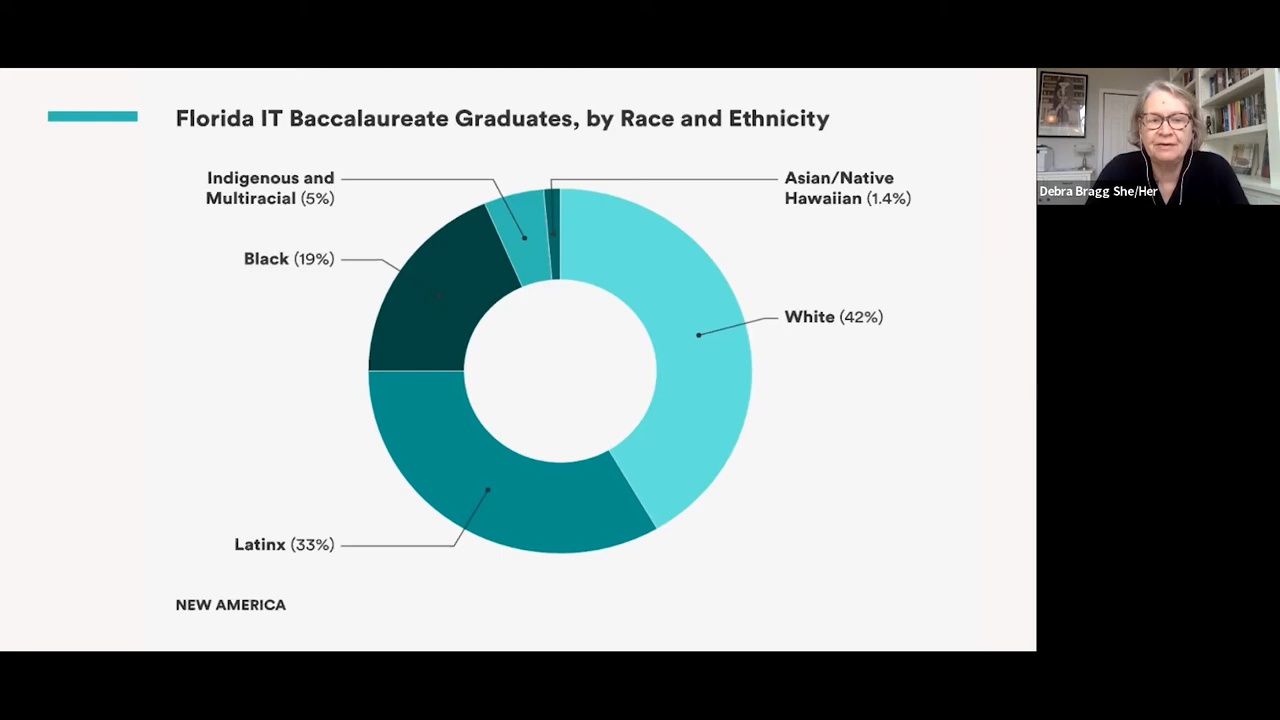 Florida IT Baccalaureate Graduates, by Race and Ethnicity
Indigenous and
Multiracial (5%)
Asian/Native
Hawaiian (1.4%)
Black (19%)
White (42%)
Latinx (33%)
NEW AMERICA
Debra Bragg She/Her